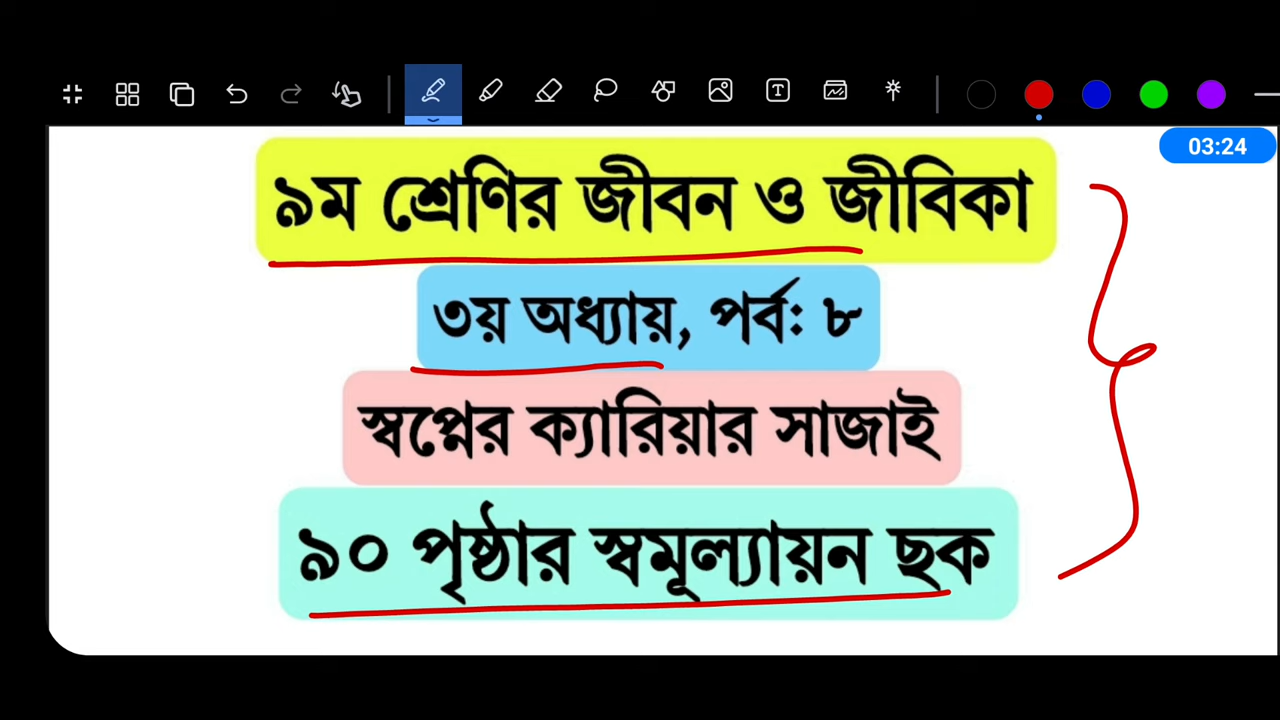 03:24
৯ম শ্রেণির জীবন ও জীবিকা
৩য় অধ্যায়, পর্ব: ৮
স্বপ্নের ক্যারিয়ার সাজাই
৯০ পৃষ্ঠার স্বমূল্যায়ন ছক